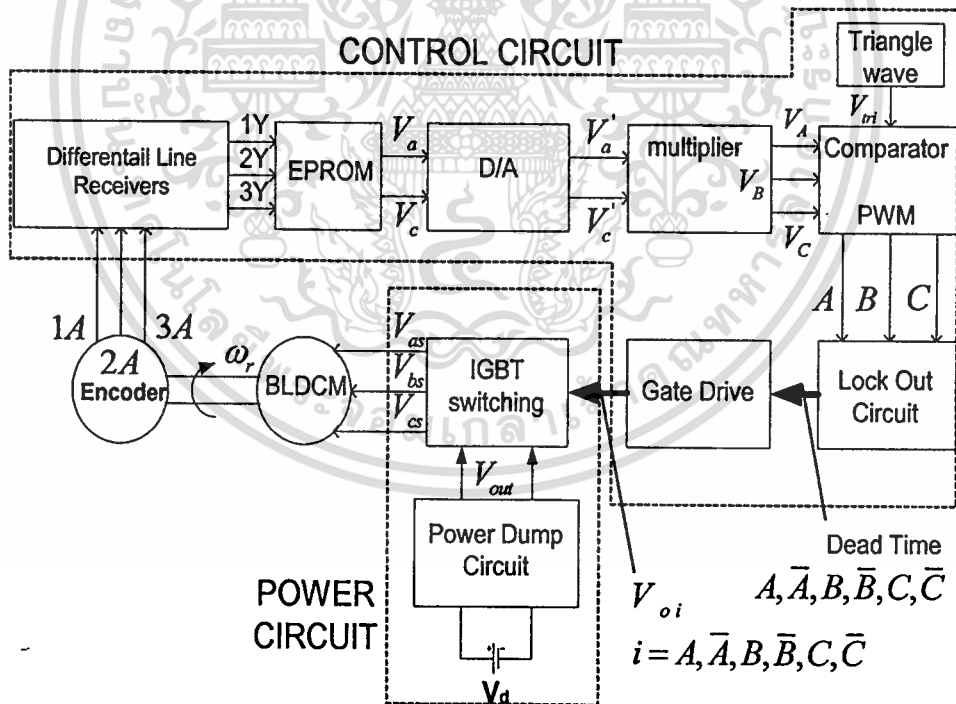 CONTROL CIRCUIT
Triangle
wave
V_tri
Differentail Line
Receivers
1Y
2Y
3Y
EPROM
V_a
V_c
D/A
V'_a
V'_c
multiplier
V_A
V_B
V_C
Comparator
PWM
A B C
1A
2A
3A
Encoder
ω_r
BLDCM
V_as
V_bs
V_cs
IGBT
switching
Gate Drive
Lock Out
Circuit
V_out
Power Dump
Circuit
V_d
POWER
CIRCUIT
V_oi
i = A, A̅, B, B̅, C, C̅
Dead Time
A, A̅, B, B̅, C, C̅